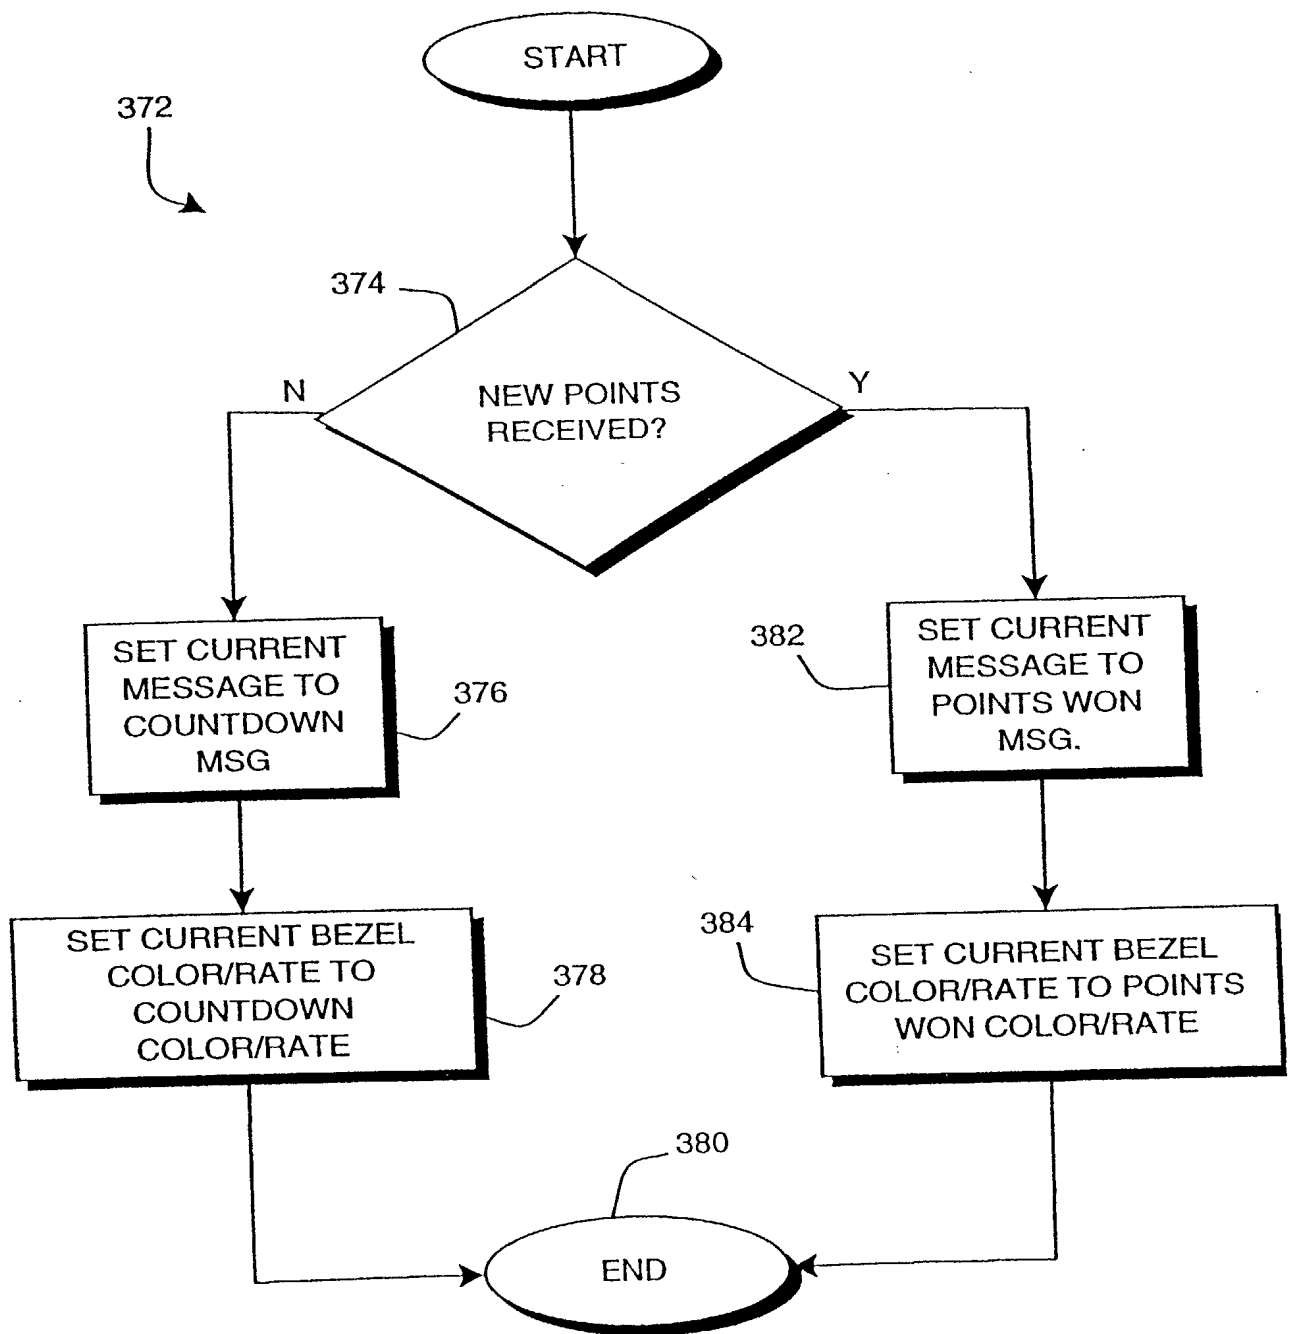 START
372
374
N
NEW POINTS
RECEIVED?
Y
SET CURRENT
MESSAGE TO
COUNTDOWN
MSG
376
382
SET CURRENT
MESSAGE TO
POINTS WON
MSG.
SET CURRENT BEZEL
COLOR/RATE TO
COUNTDOWN
COLOR/RATE
378
384
SET CURRENT BEZEL
COLOR/RATE TO POINTS
WON COLOR/RATE
380
END